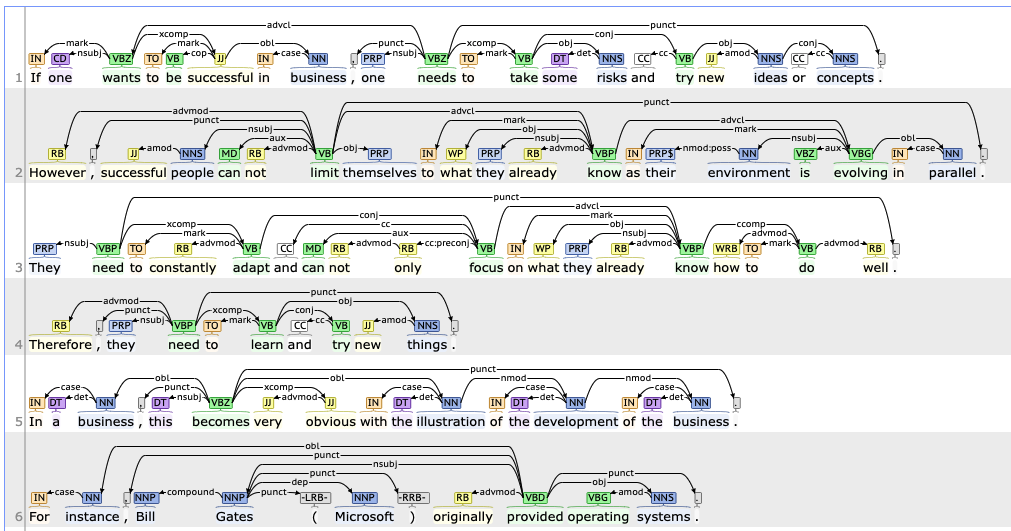 advcl punct
xcomp conj
mark mark obl punct xcomp obj conj
nsubj cop case nsubj mark det cc amod cc
IN CD VBZ TO VB JJ IN NN , PRP VBZ TO VB DT NNS CC VB JJ NNS CC NNS .
1 If one wants to be successful in business , one needs to take some risks and try new ideas or concepts .
punct
advmod advcl
punct mark advcl
nsubj obj mark
aux nsubj nsubj obl
amod advmod obj advmod nmod:poss aux case
RB , JJ NNS MD RB VB PRP IN WP PRP RB VBP IN PRP$ NN VBZ VBG IN NN .
2 However , successful people can not limit themselves to what they already know as their environment is evolving in parallel .
punct
advcl
conj mark
xcomp cc obj ccomp
mark aux nsubj advmod
nsubj advmod advmod cc:preconj advmod mark advmod
PRP VBP TO RB VB CC MD RB RB VB IN WP PRP RB VBP WRB TO VB RB .
3 They need to constantly adapt and can not only focus on what they already know how to do well .
punct
advmod obj
punct xcomp conj
nsubj mark cc amod
RB , PRP VBP TO VB CC VB JJ NNS .
4 Therefore , they need to learn and try new things .
punct
obl obl nmod nmod
case punct xcomp case case case
det nsubj advmod det det det
IN DT NN , DT VBZ JJ JJ IN DT NN IN DT NN IN DT NN .
5 In a business , this becomes very obvious with the illustration of the development of the business .
obl
punct
nsubj
punct punct
dep obj
case compound punct advmod amod
IN NN , NNP NNP -LRB- NNP -RRB- RB VBD VBG NNS .
6 For instance , Bill Gates ( Microsoft ) originally provided operating systems .